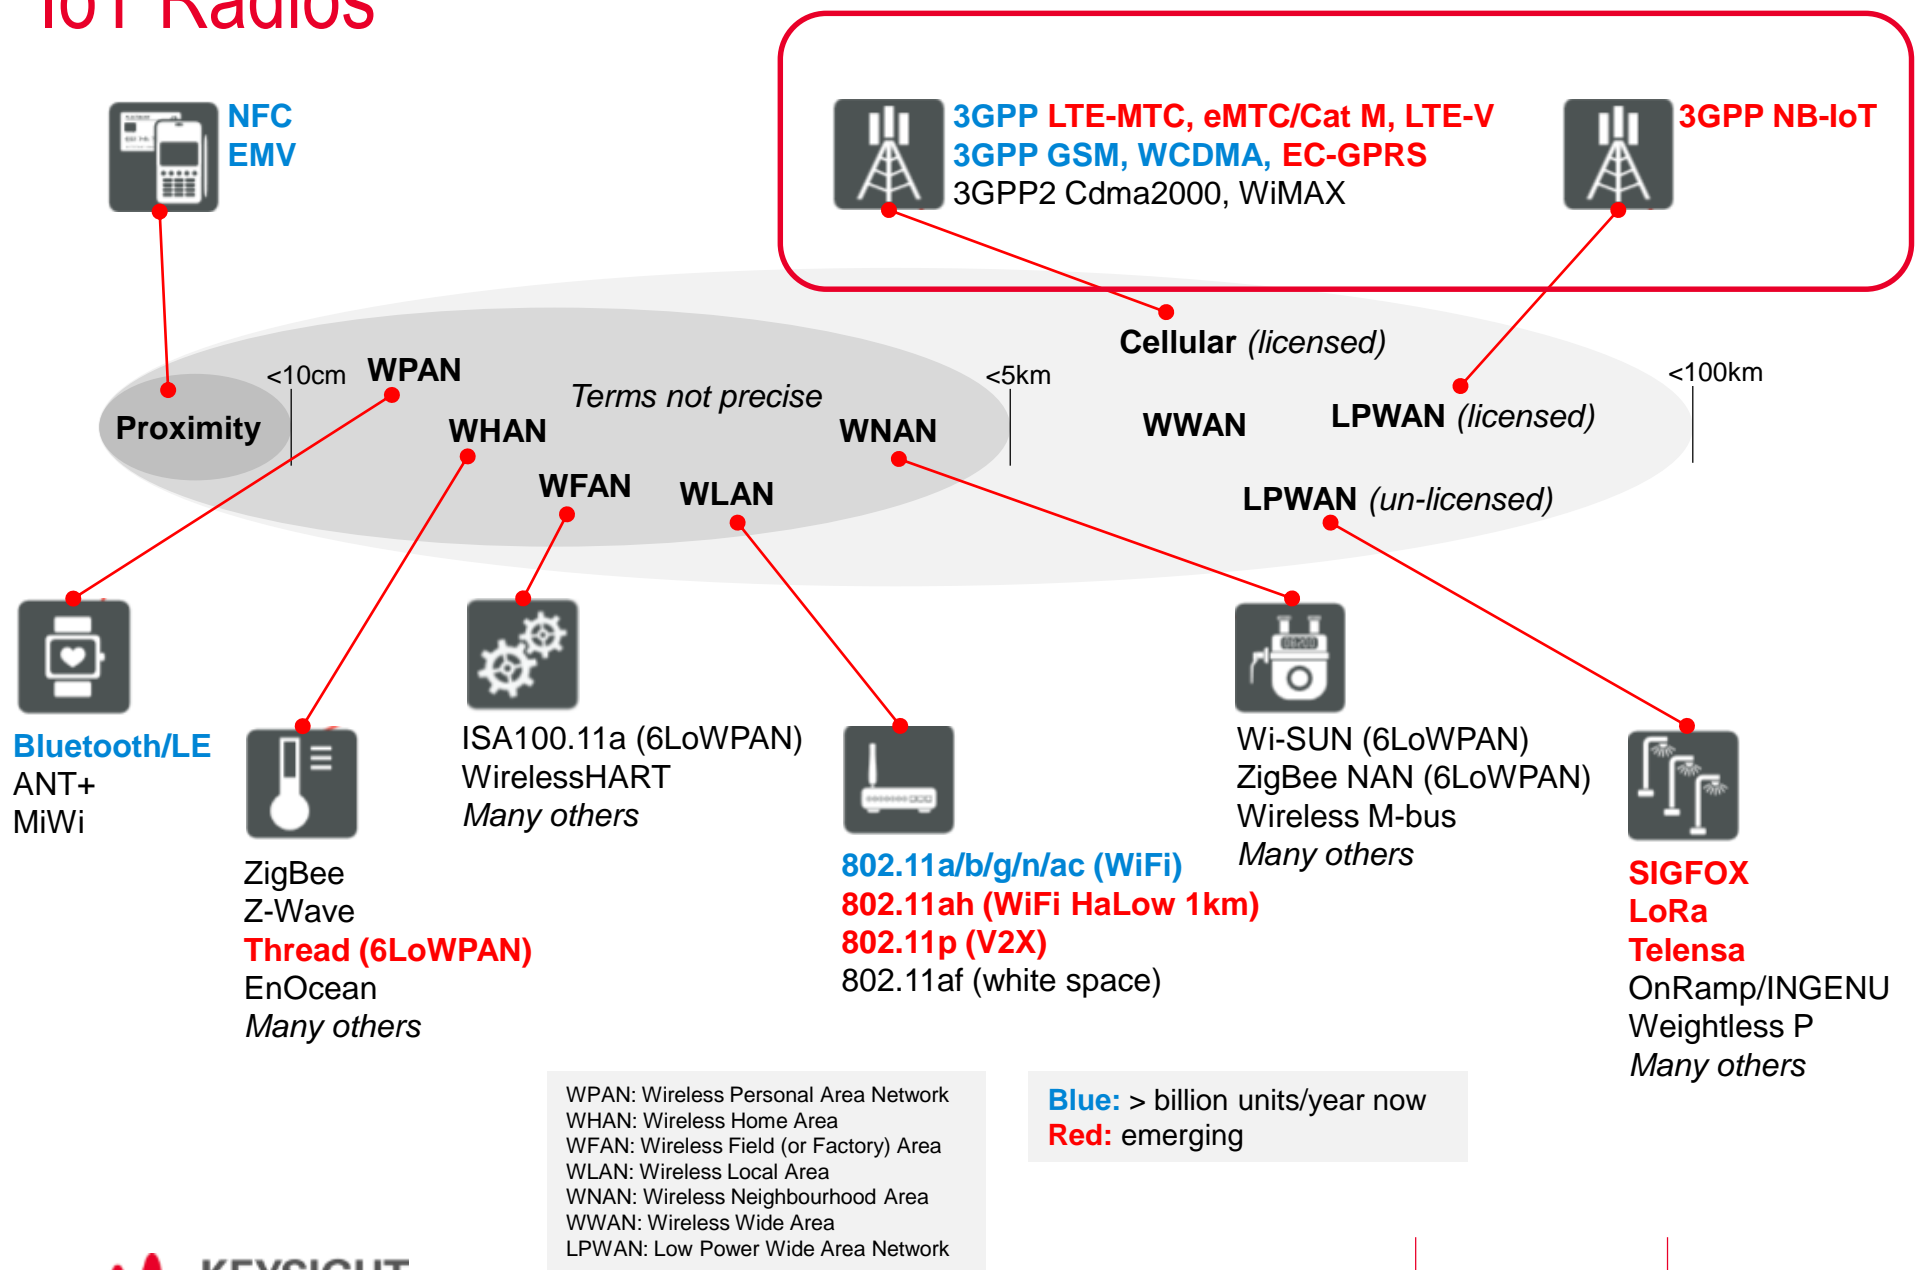 IoT Radios
NFC
EMV
3GPP LTE-MTC, eMTC/Cat M, LTE-V
3GPP GSM, WCDMA, EC-GPRS
3GPP2 Cdma2000, WiMAX
3GPP NB-IoT
Cellular (licensed)
<10cm
WPAN
Terms not precise
<5km
<100km
Proximity
WHAN
WNAN
WWAN
LPWAN (licensed)
WFAN
WLAN
LPWAN (un-licensed)
Bluetooth/LE
ANT+
MiWi
ZigBee
Z-Wave
Thread (6LoWPAN)
EnOcean
Many others
ISA100.11a (6LoWPAN)
WirelessHART
Many others
802.11a/b/g/n/ac (WiFi)
802.11ah (WiFi HaLow 1km)
802.11p (V2X)
802.11af (white space)
Wi-SUN (6LoWPAN)
ZigBee NAN (6LoWPAN)
Wireless M-bus
Many others
SIGFOX
LoRa
Telensa
OnRamp/INGENU
Weightless P
Many others
WPAN: Wireless Personal Area Network
WHAN: Wireless Home Area
WFAN: Wireless Field (or Factory) Area
WLAN: Wireless Local Area
WNAN: Wireless Neighbourhood Area
WWAN: Wireless Wide Area
LPWAN: Low Power Wide Area Network
Blue: > billion units/year now
Red: emerging
KEYSIGHT